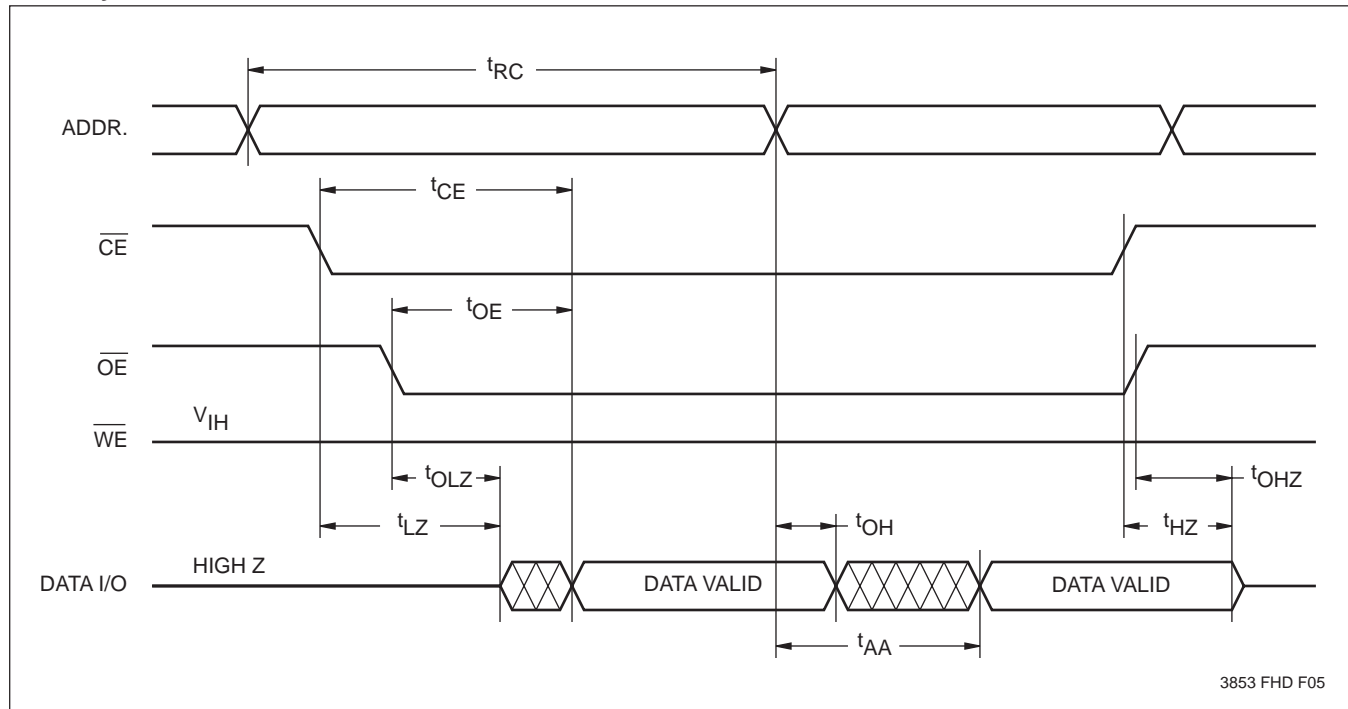 tRC
ADDR.
tCE
CE
tOE
OE
VIH
WE
tOLZ
tOHZ
tLZ
tOH
tHZ
HIGH Z
DATA I/O
DATA VALID
DATA VALID
tAA
3853 FHD F05